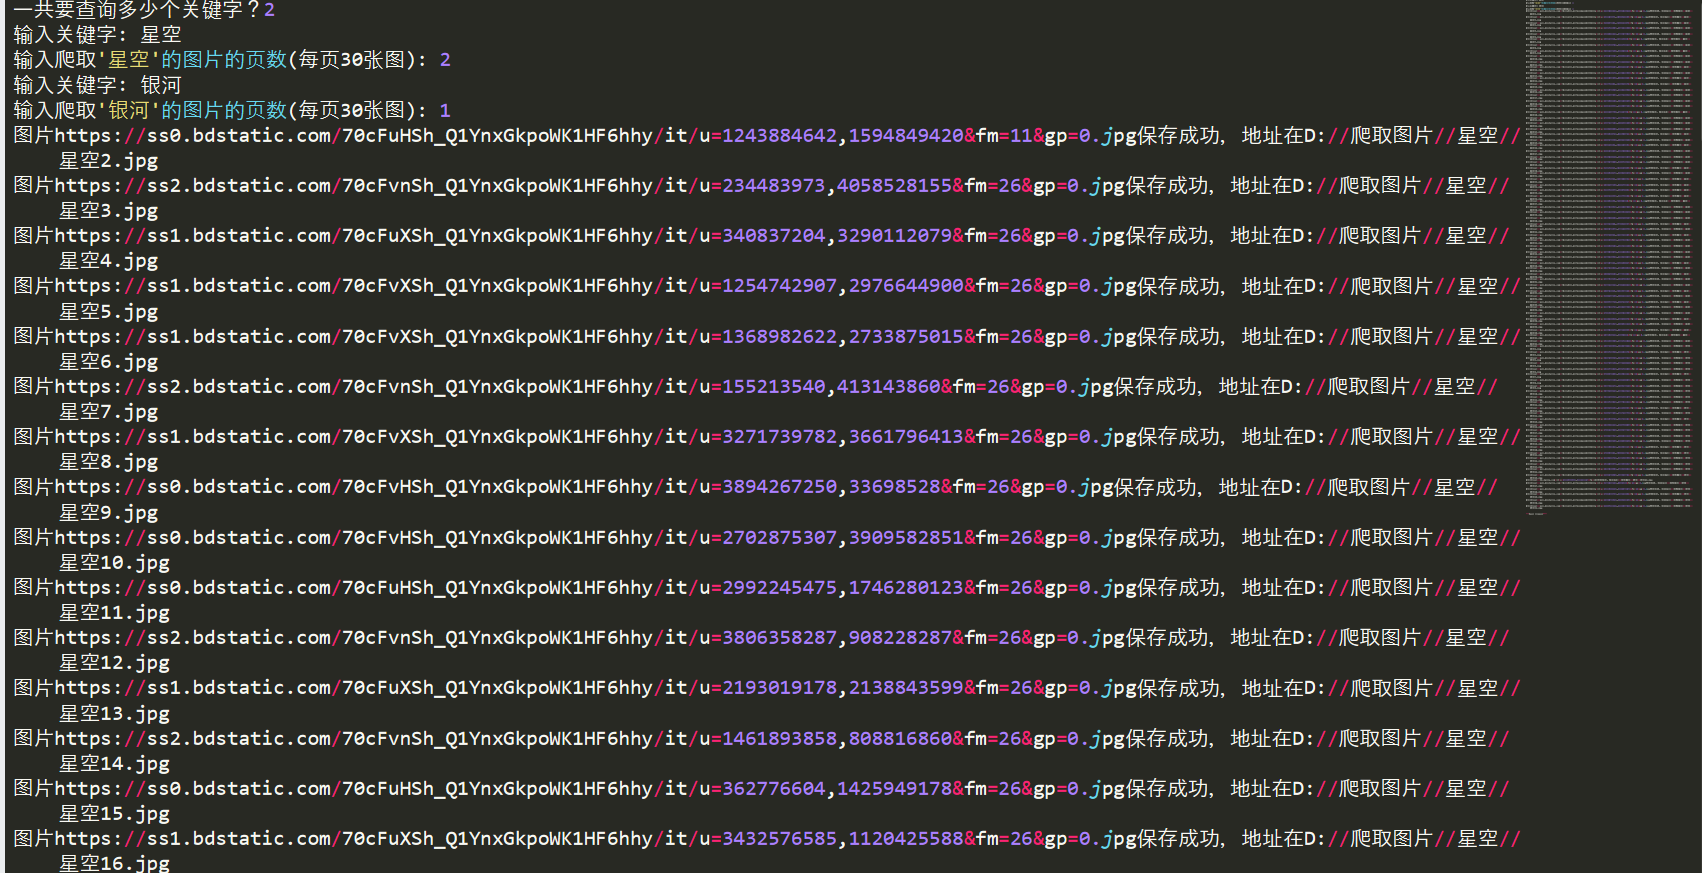 一共要查询多少个关键字？2
输入关键字: 星空
输入爬取'星空'的图片的页数(每页30张图): 2
输入关键字: 银河
输入爬取'银河'的图片的页数(每页30张图): 1
图片https://ss0.bdstatic.com/70cFuHSh_Q1YnxGkpoWK1HF6hhy/it/u=1243884642,1594849420&fm=11&gp=0.jpg保存成功, 地址在D://爬取图片//星空//
星空2.jpg
图片https://ss2.bdstatic.com/70cFvnSh_Q1YnxGkpoWK1HF6hhy/it/u=234483973,4058528155&fm=26&gp=0.jpg保存成功, 地址在D://爬取图片//星空//
星空3.jpg
图片https://ss1.bdstatic.com/70cFuXSh_Q1YnxGkpoWK1HF6hhy/it/u=340837204,3290112079&fm=26&gp=0.jpg保存成功, 地址在D://爬取图片//星空//
星空4.jpg
图片https://ss1.bdstatic.com/70cFvXSh_Q1YnxGkpoWK1HF6hhy/it/u=1254742907,2976644900&fm=26&gp=0.jpg保存成功, 地址在D://爬取图片//星空//
星空5.jpg
图片https://ss1.bdstatic.com/70cFvXSh_Q1YnxGkpoWK1HF6hhy/it/u=1368982622,2733875015&fm=26&gp=0.jpg保存成功, 地址在D://爬取图片//星空//
星空6.jpg
图片https://ss2.bdstatic.com/70cFvnSh_Q1YnxGkpoWK1HF6hhy/it/u=155213540,413143860&fm=26&gp=0.jpg保存成功, 地址在D://爬取图片//星空//
星空7.jpg
图片https://ss1.bdstatic.com/70cFvXSh_Q1YnxGkpoWK1HF6hhy/it/u=3271739782,3661796413&fm=26&gp=0.jpg保存成功, 地址在D://爬取图片//星空//
星空8.jpg
图片https://ss0.bdstatic.com/70cFvHSh_Q1YnxGkpoWK1HF6hhy/it/u=3894267250,33698528&fm=26&gp=0.jpg保存成功, 地址在D://爬取图片//星空//
星空9.jpg
图片https://ss0.bdstatic.com/70cFvHSh_Q1YnxGkpoWK1HF6hhy/it/u=2702875307,3909582851&fm=26&gp=0.jpg保存成功, 地址在D://爬取图片//星空//
星空10.jpg
图片https://ss0.bdstatic.com/70cFuHSh_Q1YnxGkpoWK1HF6hhy/it/u=2992245475,1746280123&fm=26&gp=0.jpg保存成功, 地址在D://爬取图片//星空//
星空11.jpg
图片https://ss2.bdstatic.com/70cFvnSh_Q1YnxGkpoWK1HF6hhy/it/u=3806358287,908228287&fm=26&gp=0.jpg保存成功, 地址在D://爬取图片//星空//
星空12.jpg
图片https://ss1.bdstatic.com/70cFuXSh_Q1YnxGkpoWK1HF6hhy/it/u=2193019178,2138843599&fm=26&gp=0.jpg保存成功, 地址在D://爬取图片//星空//
星空13.jpg
图片https://ss2.bdstatic.com/70cFvnSh_Q1YnxGkpoWK1HF6hhy/it/u=1461893858,808816860&fm=26&gp=0.jpg保存成功, 地址在D://爬取图片//星空//
星空14.jpg
图片https://ss0.bdstatic.com/70cFuHSh_Q1YnxGkpoWK1HF6hhy/it/u=362776604,1425949178&fm=26&gp=0.jpg保存成功, 地址在D://爬取图片//星空//
星空15.jpg
图片https://ss1.bdstatic.com/70cFuXSh_Q1YnxGkpoWK1HF6hhy/it/u=3432576585,1120425588&fm=26&gp=0.jpg保存成功, 地址在D://爬取图片//星空//
星空16.jpg